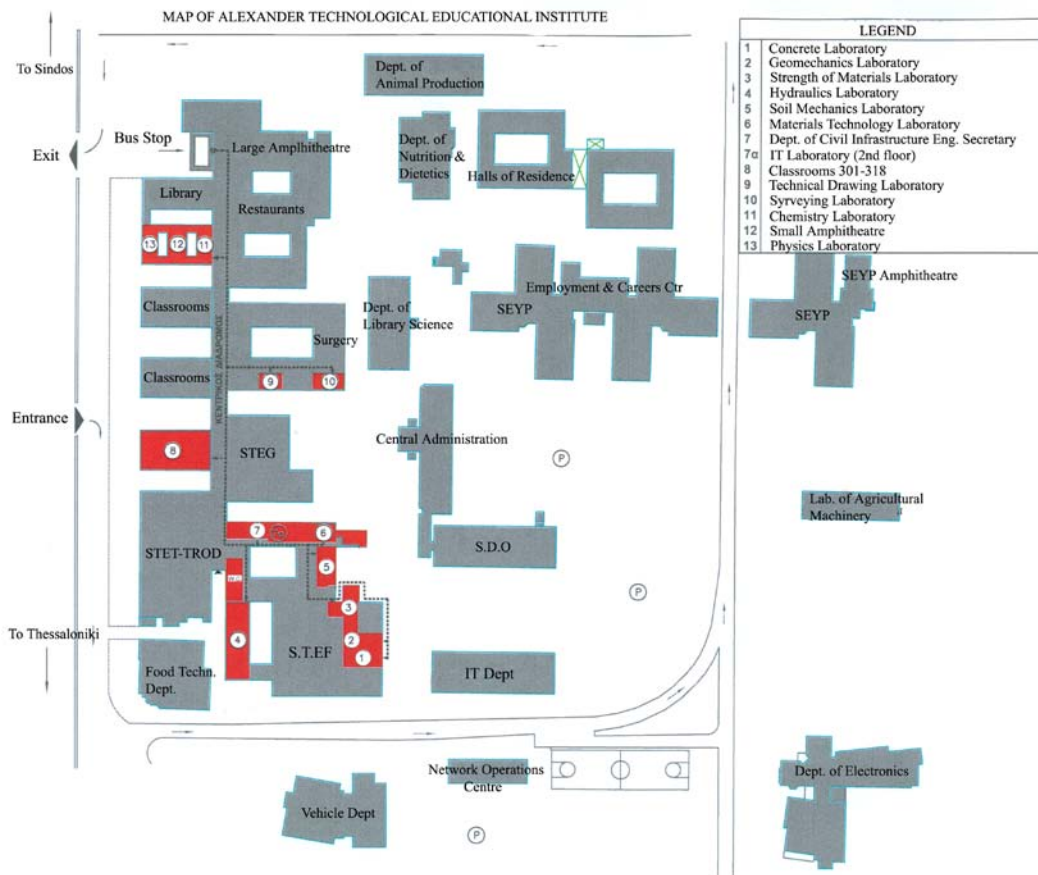 MAP OF ALEXANDER TECHNOLOGICAL EDUCATIONAL INSTITUTE
LEGEND
1 Concrete Laboratory
2 Geomechanics Laboratory
3 Strength of Materials Laboratory
4 Hydraulics Laboratory
5 Soil Mechanics Laboratory
6 Materials Technology Laboratory
7 Dept. of Civil Infrastructure Eng. Secretary
7α IT Laboratory (2nd floor)
8 Classrooms 301-318
9 Technical Drawing Laboratory
10 Syrveying Laboratory
11 Chemistry Laboratory
12 Small Amphitheatre
13 Physics Laboratory
To Sindos
Dept. of
Animal Production
Bus Stop
Exit
Large Amplhitheatre
Dept. of
Nutrition &
Dietetics
Halls of Residence
Library
Restaurants
13 12 11
Classrooms
Dept. of
Library Science
Surgery
SEYP
Employment & Careers Ctr
SEYP Amphitheatre
SEYP
ΚΕΝΤΡΙΚΟΣ ΔΙΑΔΡΟΜΟΣ
Classrooms
9
10
Entrance
Central Administration
8
STEG
P
Lab. of Agricultural
Machinery
7
6
STET-TROD
5
S.D.O
W.C.
P
3
To Thessaloniki
4
2
S.T.EF
1
Food Techn.
Dept.
IT Dept
Network Operations
Centre
Dept. of Electronics
Vehicle Dept
P